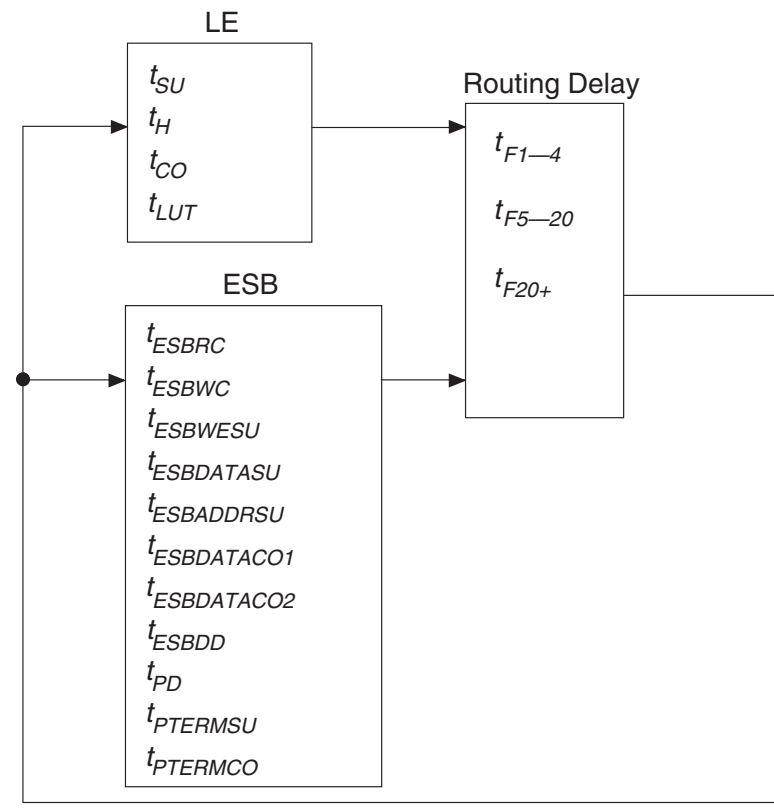 LE
tSU
tH
tCO
tLUT
Routing Delay
tF1—4
tF5—20
tF20+
ESB
tESBRC
tESBWC
tESBWESU
tESBDATASU
tESBADDRSU
tESBDATACO1
tESBDATACO2
tESBDD
tPD
tPTERMSU
tPTERMCO